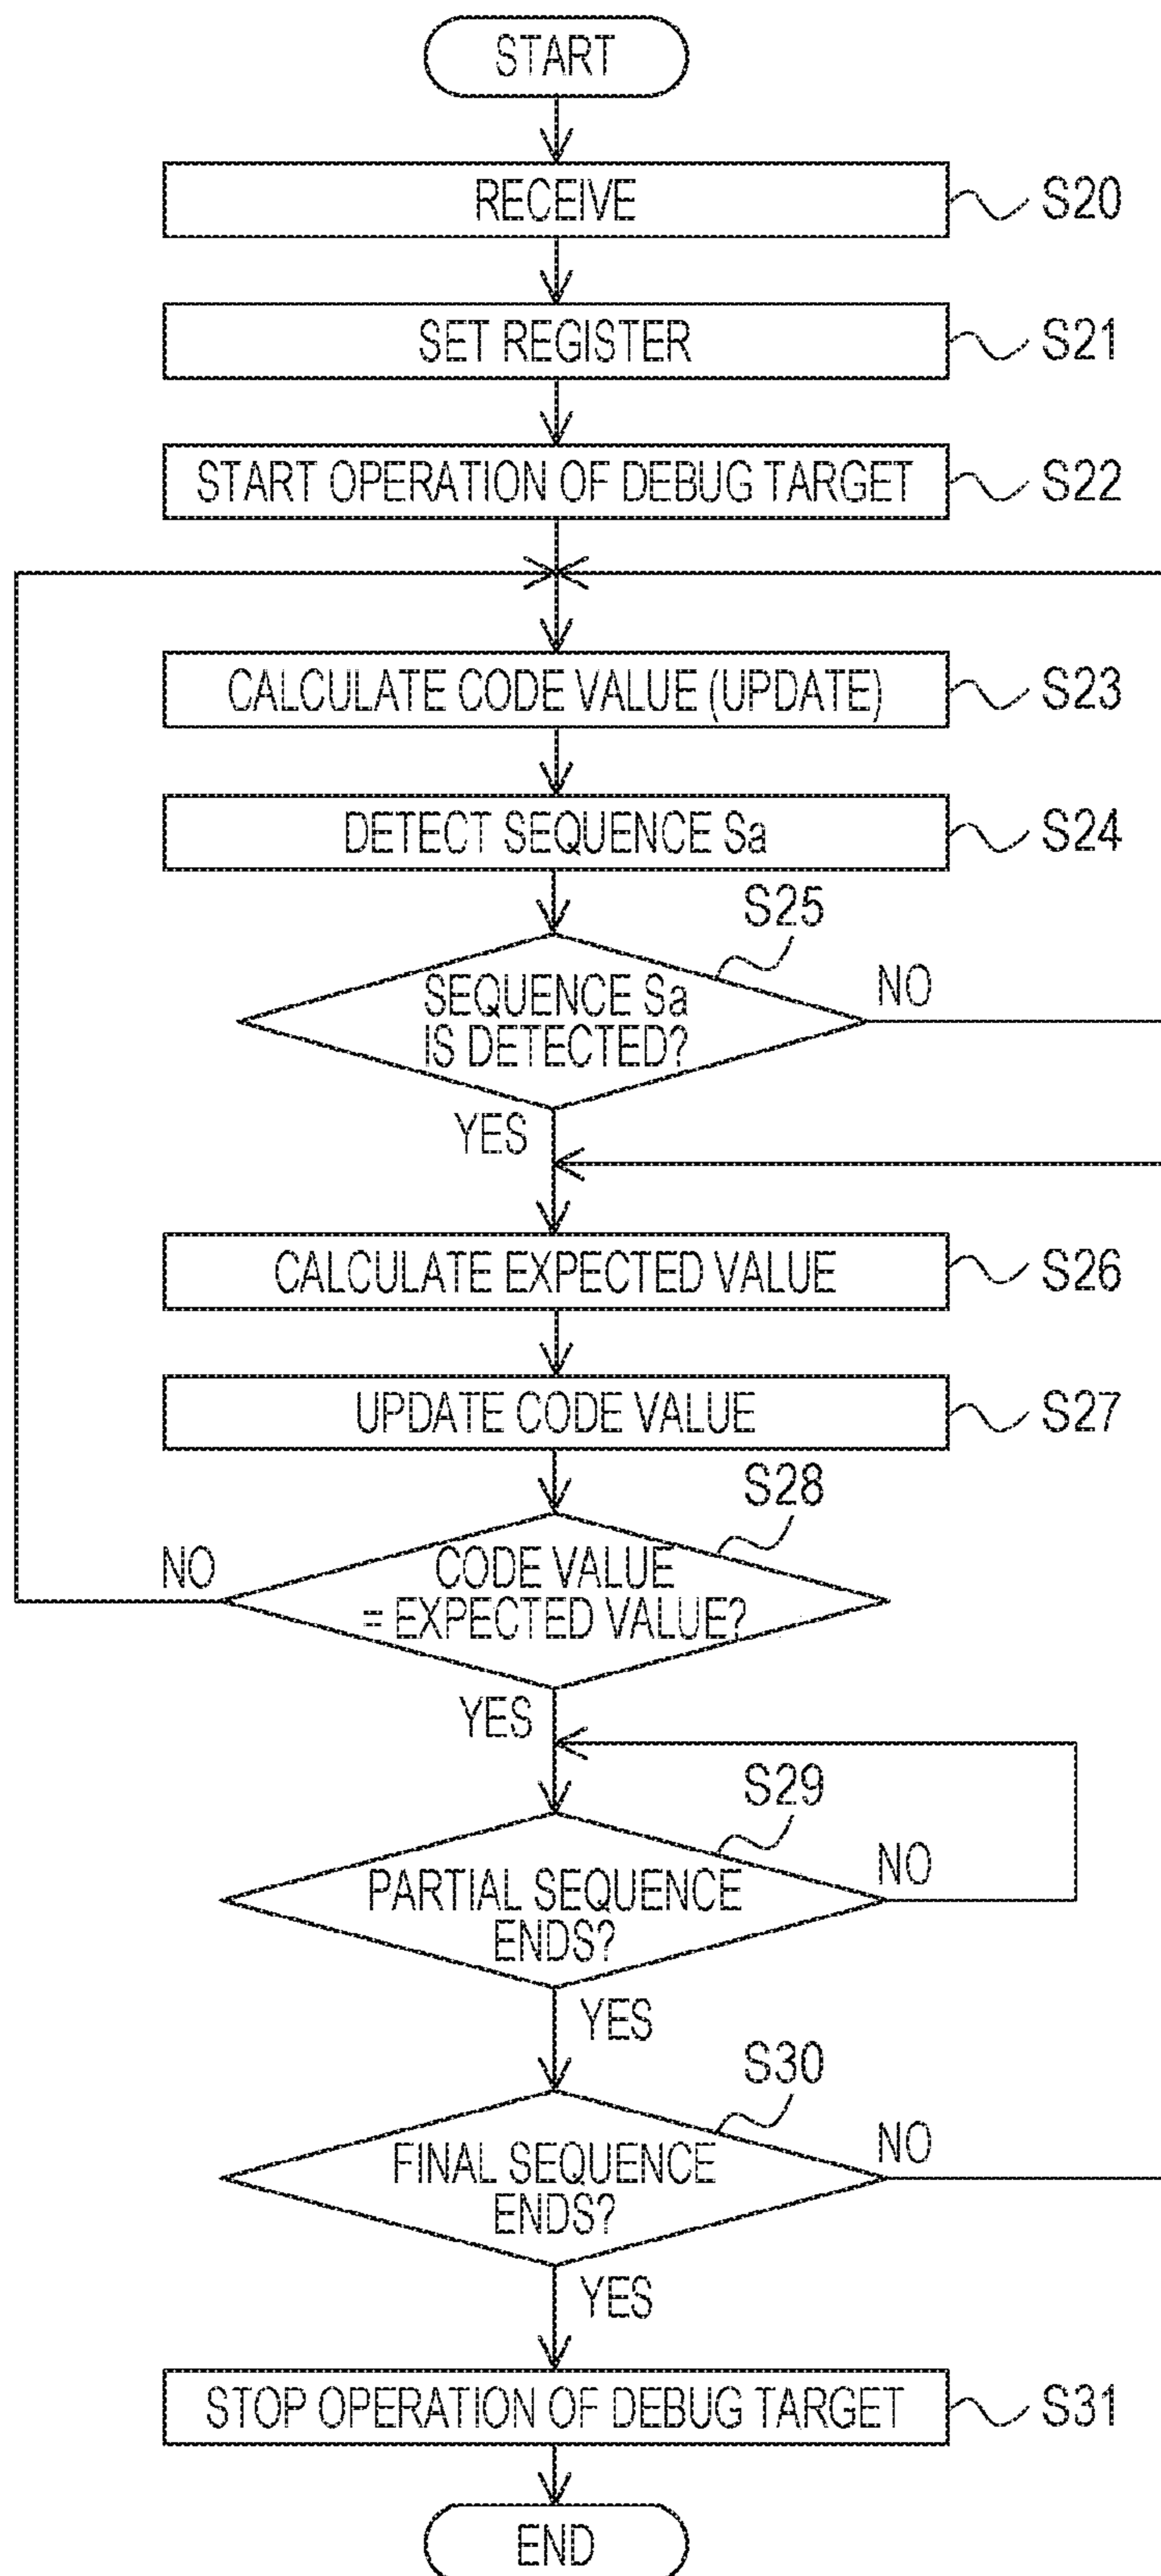 START
RECEIVE
S20
SET REGISTER
S21
START OPERATION OF DEBUG TARGET
S22
CALCULATE CODE VALUE (UPDATE)
S23
DETECT SEQUENCE Sa
S24
S25
SEQUENCE Sa
IS DETECTED?
NO
YES
CALCULATE EXPECTED VALUE
S26
UPDATE CODE VALUE
S27
S28
CODE VALUE
= EXPECTED VALUE?
NO
YES
S29
PARTIAL SEQUENCE
ENDS?
NO
YES
S30
FINAL SEQUENCE
ENDS?
NO
YES
STOP OPERATION OF DEBUG TARGET
S31
END